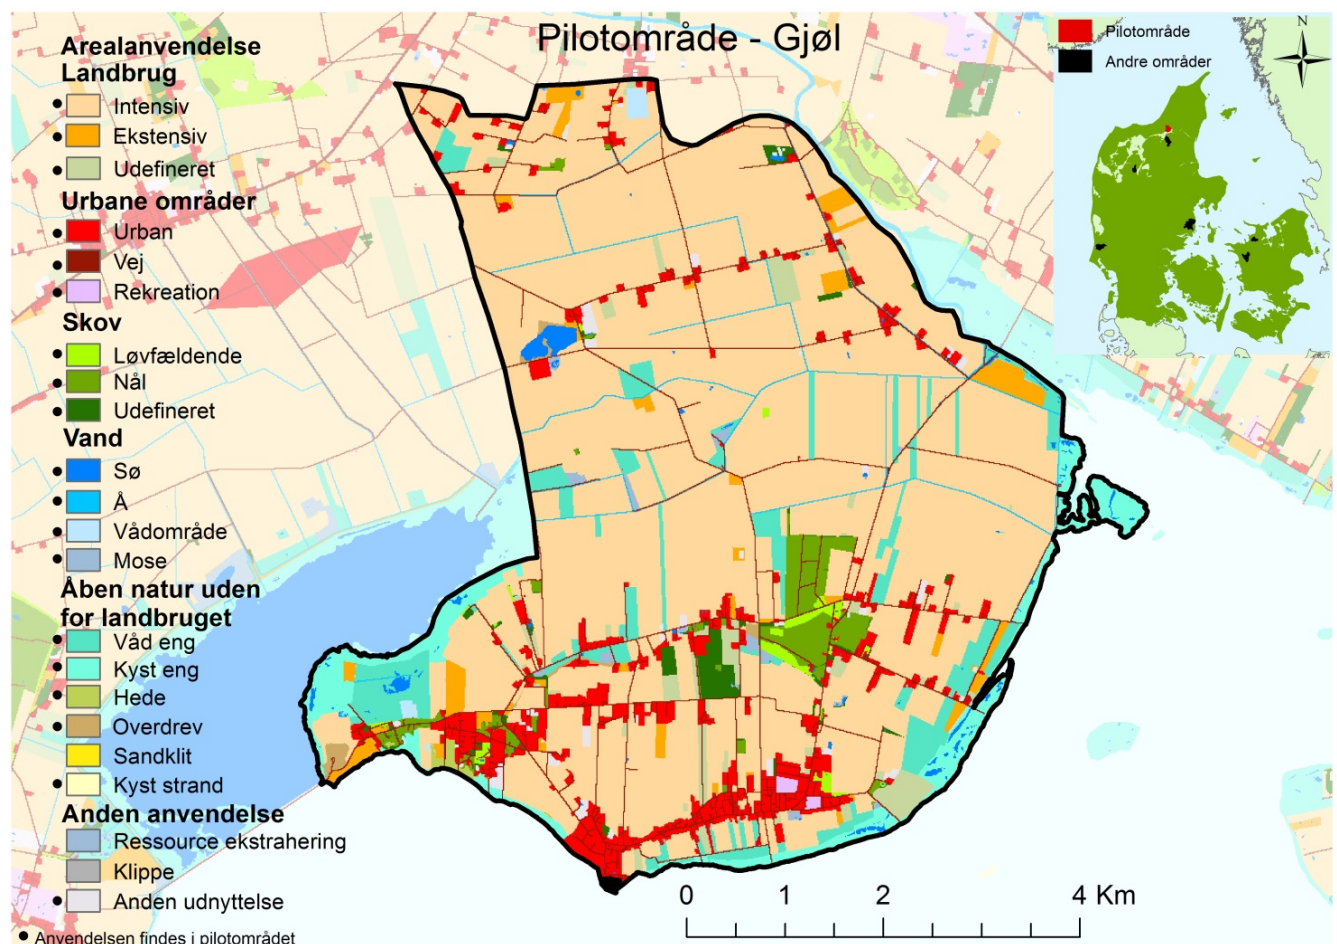 Pilotområde - Gjøl
Arealanvendelse
Landbrug
Intensiv
Ekstensiv
Udefineret
Urbane områder
Urban
Vej
Rekreation
Skov
Løvfældende
Nål
Udefineret
Vand
Sø
Å
Vådområde
Mose
Åben natur uden
for landbruget
Våd eng
Kyst eng
Hede
Overdrev
Sandklit
Kyst strand
Anden anvendelse
Ressource ekstrahering
Klippe
Anden udnyttelse
Anvendelsen findes i pilotområdet
Pilotområde
Andre områder
N
0 1 2 4 Km